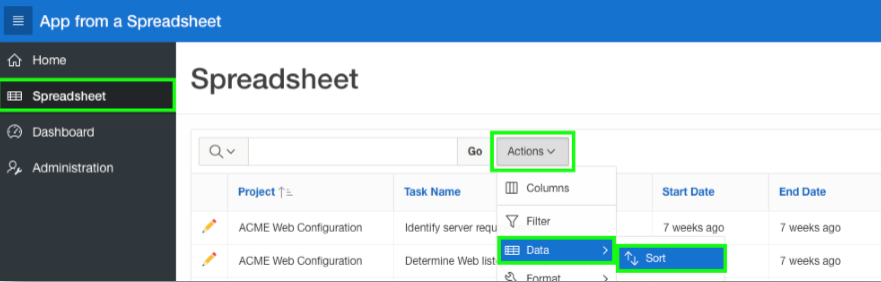 App from a Spreadsheet
Home
Spreadsheet
Spreadsheet
Dashboard
Administration
Go
Actions
Columns
Project
Task Name
Start Date
End Date
Filter
ACME Web Configuration
Identify server requ
7 weeks ago
7 weeks ago
Data
Sort
ACME Web Configuration
Determine Web list
7 weeks ago
Format